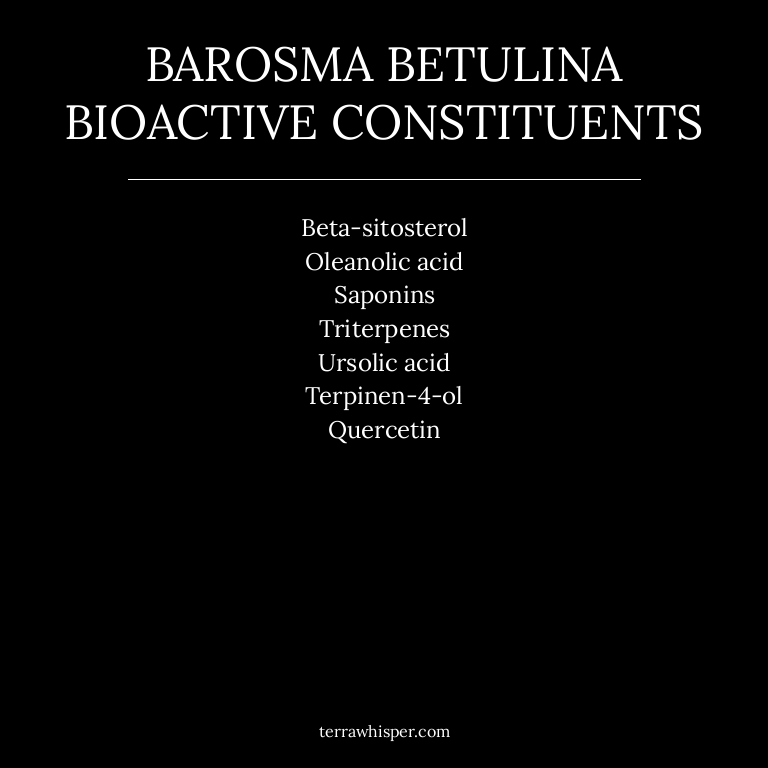 BAROSMA BETULINA
BIOACTIVE CONSTITUENTS
Beta-sitosterol
Oleanolic acid
Saponins
Triterpenes
Ursolic acid
Terpinen-4-ol
Quercetin
terrawhisper.com